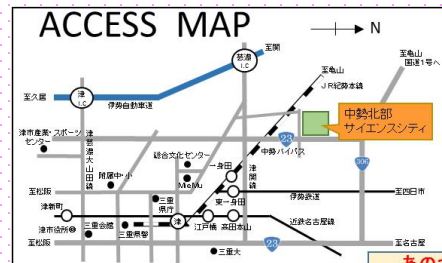 ACCESS MAP
N
芸濃
I.C
至関
至亀山
国道1号へ
至亀山
JR紀勢本線
津
I.C
至久居
伊勢自動車道
中勢北部
サイエンスシティ
津市産業・スポーツ
センター
津芸濃大山田線
23
中勢バイパス
306
附属中・小
総合文化センター
MieMu
一身田
津関線
至松阪
伊勢鉄道
至四日市
東一身田
津新町
三重
県庁
近鉄名古屋線
津市役所
三重会館
三重県警
津
江戸橋
高田本山
至松阪
三重大
23
至名古屋